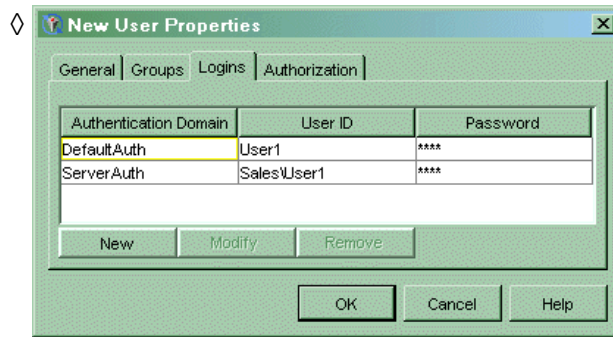 ◊ New User Properties
General Groups Logins Authorization
Authentication Domain User ID Password
DefaultAuth User1 ****
ServerAuth Sales\User1 ****
New Modify Remove
OK Cancel Help